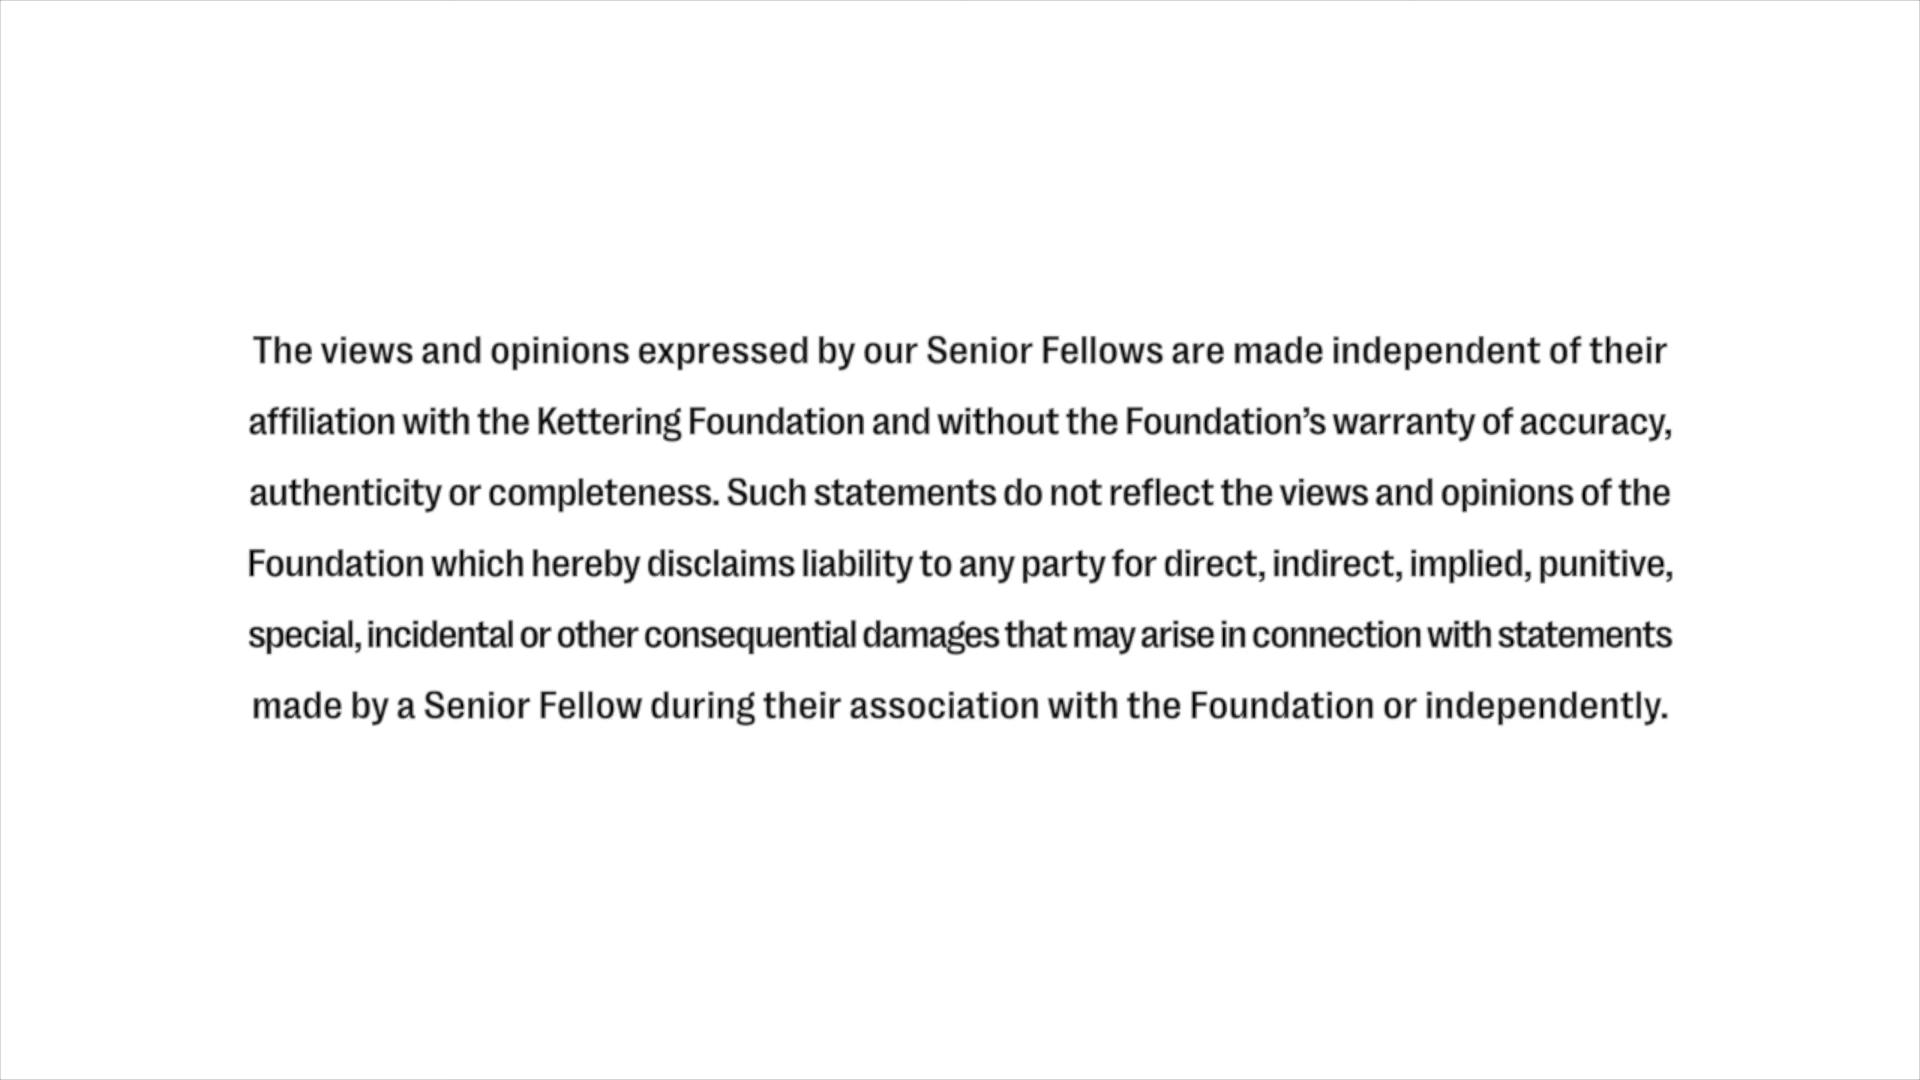 The views and opinions expressed by our Senior Fellows are made independent of their
affiliation with the Kettering Foundation and without the Foundation’s warranty of accuracy,
authenticity or completeness. Such statements do not reflect the views and opinions of the
Foundation which hereby disclaims liability to any party for direct, indirect, implied, punitive,
special, incidental or other consequential damages that may arise in connection with statements
made by a Senior Fellow during their association with the Foundation or independently.